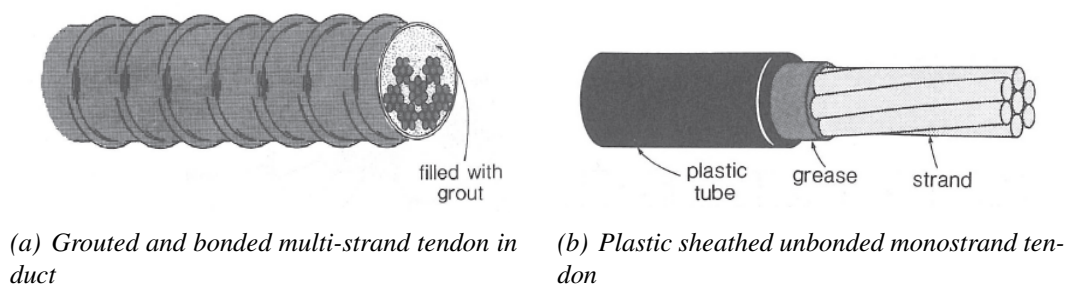 filled with
grout
plastic
tube
grease
strand
(a) Grouted and bonded multi-strand tendon in
duct
(b) Plastic sheathed unbonded monostrand ten-
don